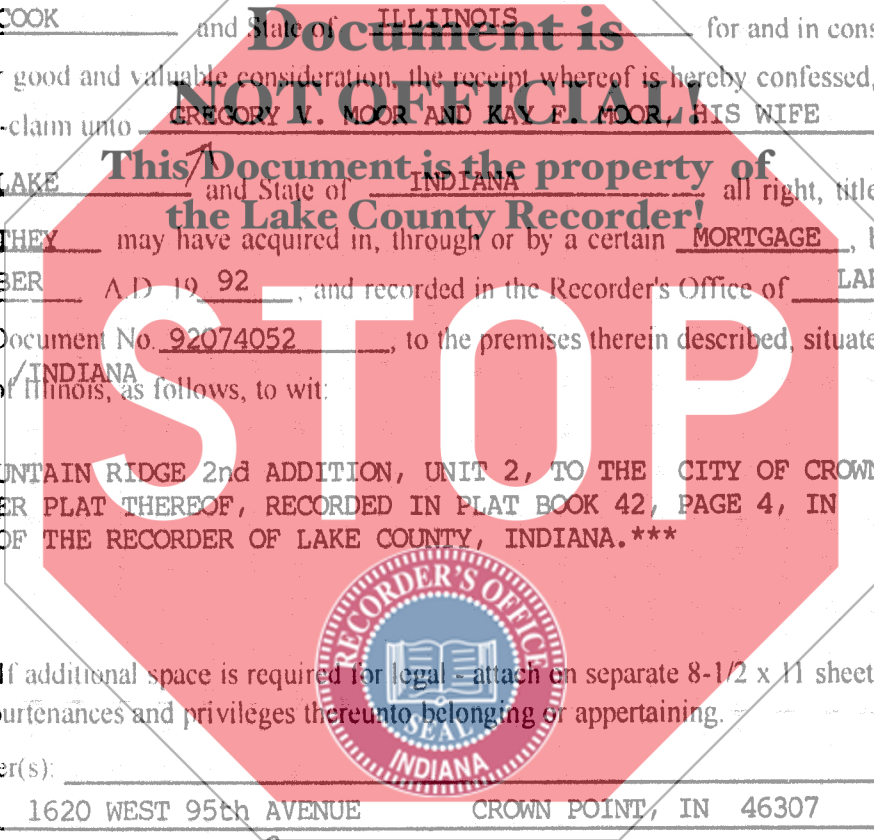 COOK and State of ILLIINOIS for and in cons
Document is
good and valuable consideration, the receipt whereof is hereby confessed,
NOT OFFICIAL!
-claim unto GREGORY V. MOOR AND KAY F. MOOR, HIS WIFE
This Document is the property of
LAKE and State of INDIANA all right, title
the Lake County Recorder!
THEY may have acquired in, through or by a certain MORTGAGE, b
BER A.D. 19 92, and recorded in the Recorder's Office of LAK
Document No. 92074052, to the premises therein described, situate
/INDIANA
of Illinois, as follows, to wit:
STOP
UNTAIN RIDGE 2nd ADDITION, UNIT 2, TO THE CITY OF CROWN
ER PLAT THEREOF, RECORDED IN PLAT BOOK 42, PAGE 4, IN
OF THE RECORDER OF LAKE COUNTY, INDIANA.***
RECORDER'S OFFICE
If additional space is required for legal - attach on separate 8-1/2 x 11 sheet
urtenances and privileges thereunto belonging or appertaining.
SEAL
INDIANA
er(s):
1620 WEST 95th AVENUE CROWN POINT, IN 46307